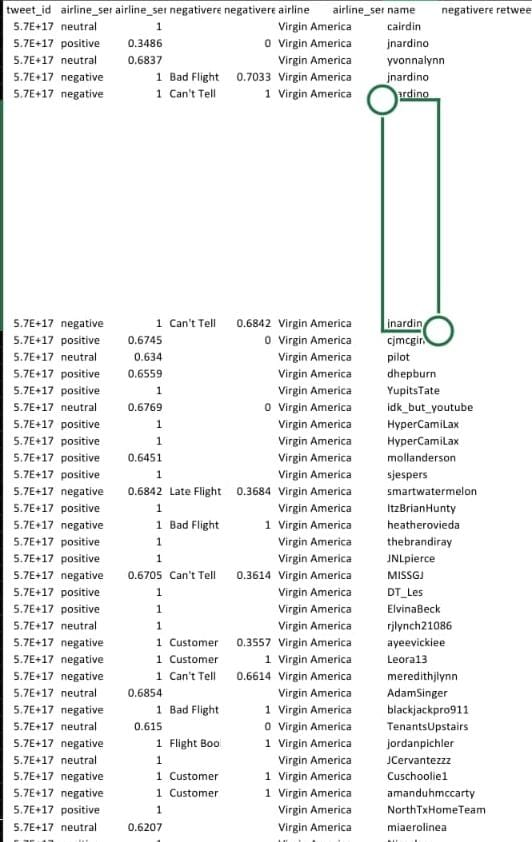 tweet_id airline_ser airline_ser negativere negativere airline airline_ser name negativere retwee
5.7E+17 neutral 1 Virgin America cairdin
5.7E+17 positive 0.3486 0 Virgin America jnardino
5.7E+17 neutral 0.6837 Virgin America yvonnalynn
5.7E+17 negative 1 Bad Flight 0.7033 Virgin America jnardino
5.7E+17 negative 1 Can't Tell 1 Virgin America jnardino
5.7E+17 negative 1 Can't Tell 0.6842 Virgin America jnardin
5.7E+17 positive 0.6745 0 Virgin America cjmcgin
5.7E+17 neutral 0.634 Virgin America pilot
5.7E+17 positive 0.6559 Virgin America dhepburn
5.7E+17 positive 1 Virgin America YupitsTate
5.7E+17 neutral 0.6769 0 Virgin America idk_but_youtube
5.7E+17 positive 1 Virgin America HyperCamiLax
5.7E+17 positive 1 Virgin America HyperCamiLax
5.7E+17 positive 0.6451 Virgin America mollanderson
5.7E+17 positive 1 Virgin America sjespers
5.7E+17 negative 0.6842 Late Flight 0.3684 Virgin America smartwatermelon
5.7E+17 positive 1 Virgin America ItzBrianHunty
5.7E+17 negative 1 Bad Flight 1 Virgin America heatherovieda
5.7E+17 positive 1 Virgin America thebrandiray
5.7E+17 positive 1 Virgin America JNLpierce
5.7E+17 negative 0.6705 Can't Tell 0.3614 Virgin America MISSGJ
5.7E+17 positive 1 Virgin America DT_Les
5.7E+17 positive 1 Virgin America ElvinaBeck
5.7E+17 neutral 1 Virgin America rjlynch21086
5.7E+17 negative 1 Customer 0.3557 Virgin America ayeevickiee
5.7E+17 negative 1 Customer 1 Virgin America Leora13
5.7E+17 negative 1 Can't Tell 0.6614 Virgin America meredithjlynn
5.7E+17 neutral 0.6854 Virgin America AdamSinger
5.7E+17 negative 1 Bad Flight 1 Virgin America blackjackpro911
5.7E+17 neutral 0.615 0 Virgin America TenantsUpstairs
5.7E+17 negative 1 Flight Boo 1 Virgin America jordanpichler
5.7E+17 neutral 1 Virgin America JCervantezzz
5.7E+17 negative 1 Customer 1 Virgin America Cuschoolie1
5.7E+17 negative 1 Customer 1 Virgin America amanduhmccarty
5.7E+17 positive 1 Virgin America NorthTxHomeTeam
5.7E+17 neutral 0.6207 Virgin America miaerolinea